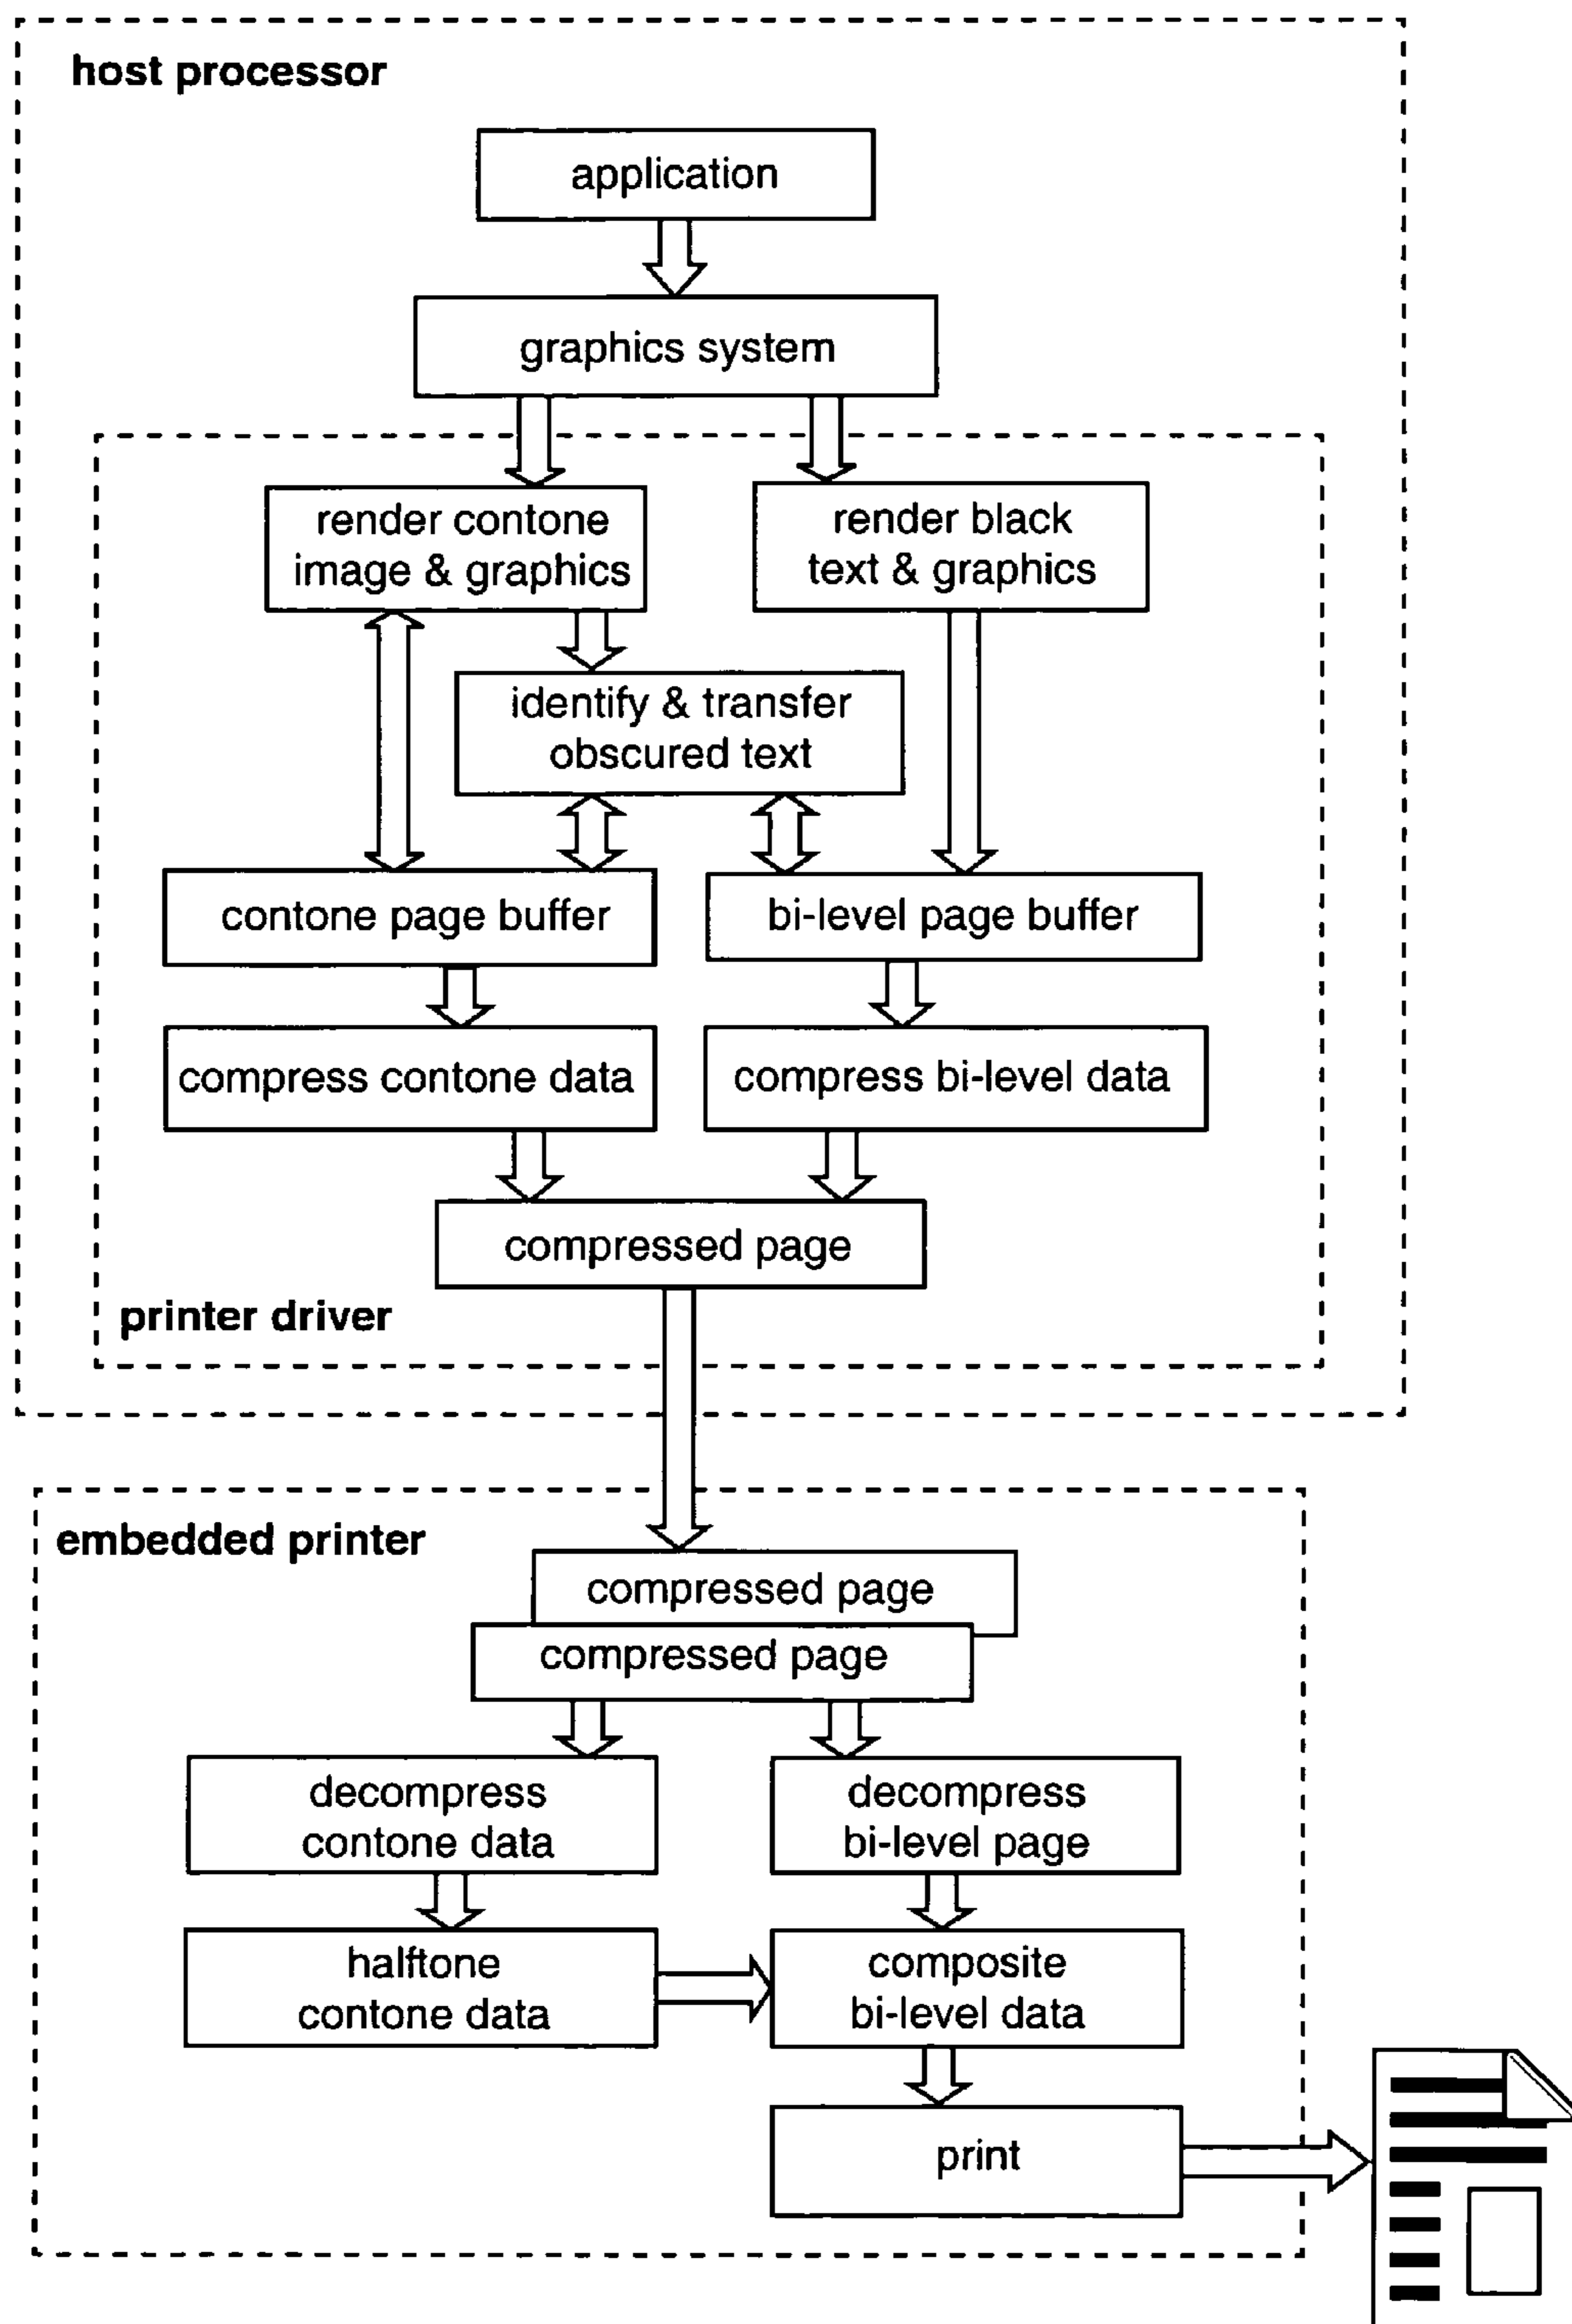 host processor
application
graphics system
render contone
image & graphics
render black
text & graphics
identify & transfer
obscured text
contone page buffer
bi-level page buffer
compress contone data
compress bi-level data
compressed page
printer driver
embedded printer
compressed page
compressed page
decompress
contone data
decompress
bi-level page
halftone
contone data
composite
bi-level data
print